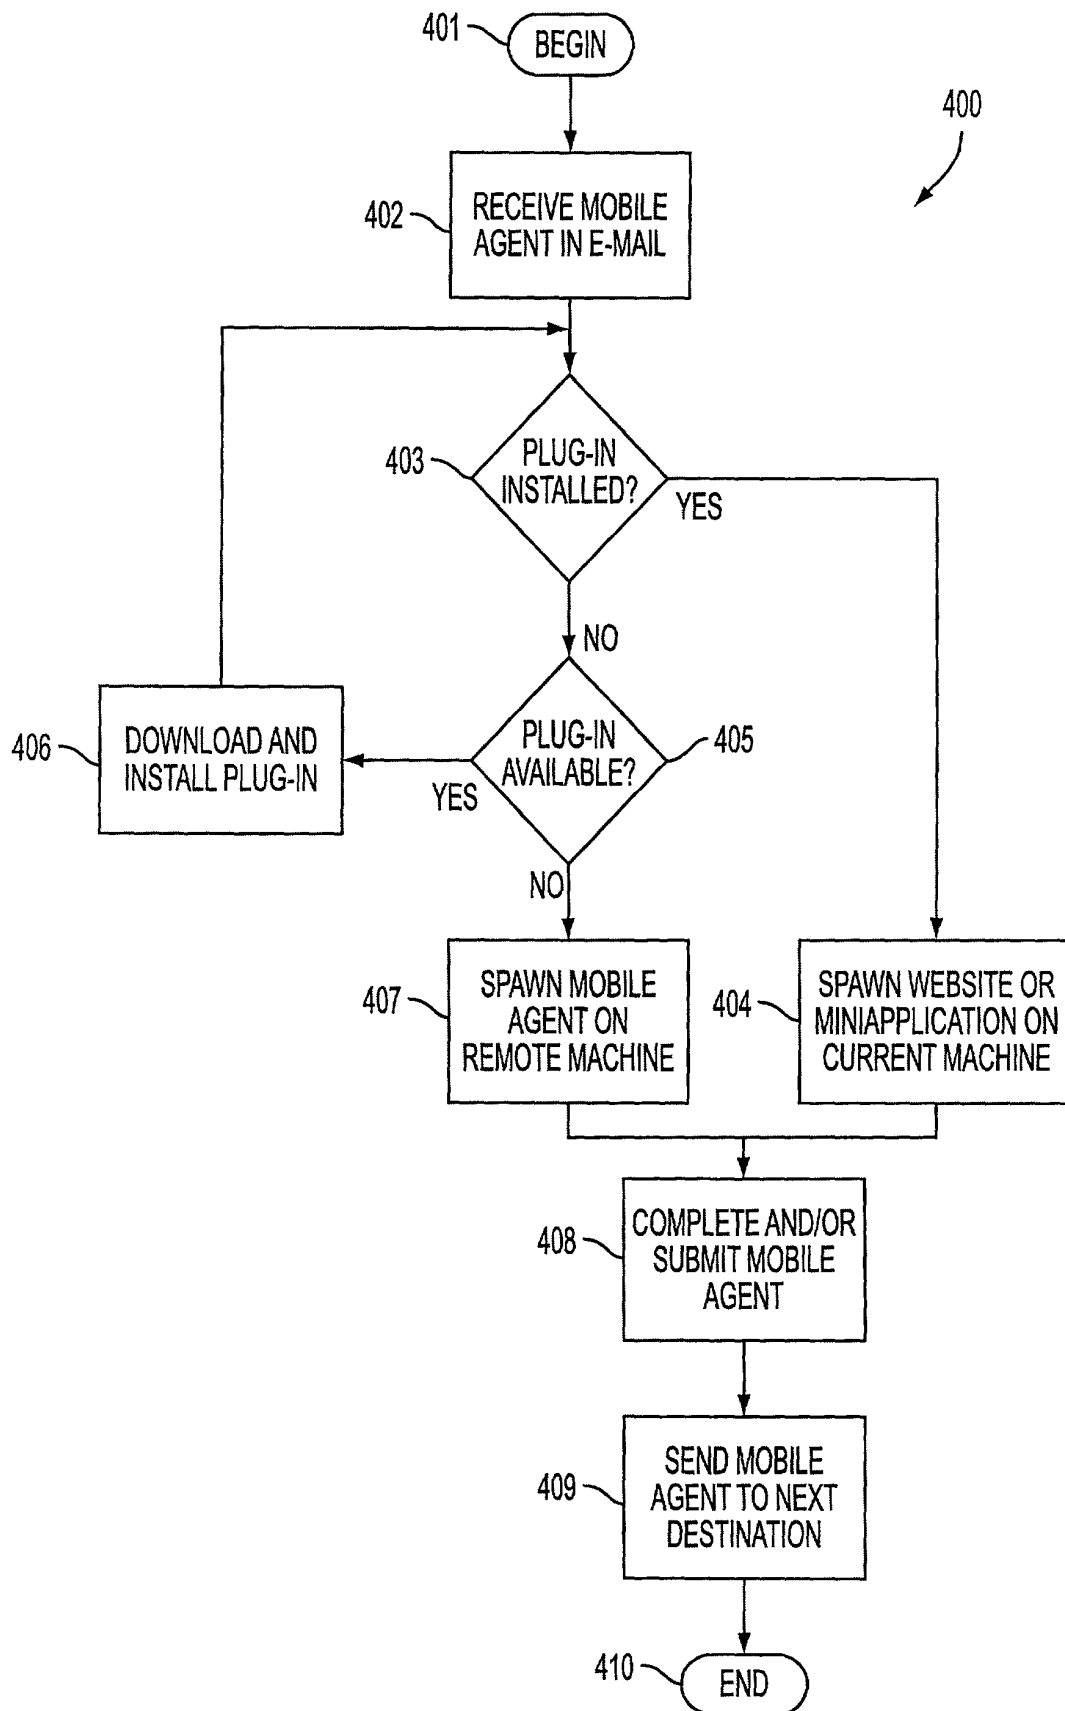 401
BEGIN
400
402
RECEIVE MOBILE
AGENT IN E-MAIL
403
PLUG-IN
INSTALLED?
YES
NO
406
DOWNLOAD AND
INSTALL PLUG-IN
PLUG-IN
AVAILABLE?
405
YES
NO
407
SPAWN MOBILE
AGENT ON
REMOTE MACHINE
404
SPAWN WEBSITE OR
MINIAPPLICATION ON
CURRENT MACHINE
408
COMPLETE AND/OR
SUBMIT MOBILE
AGENT
409
SEND MOBILE
AGENT TO NEXT
DESTINATION
410
END